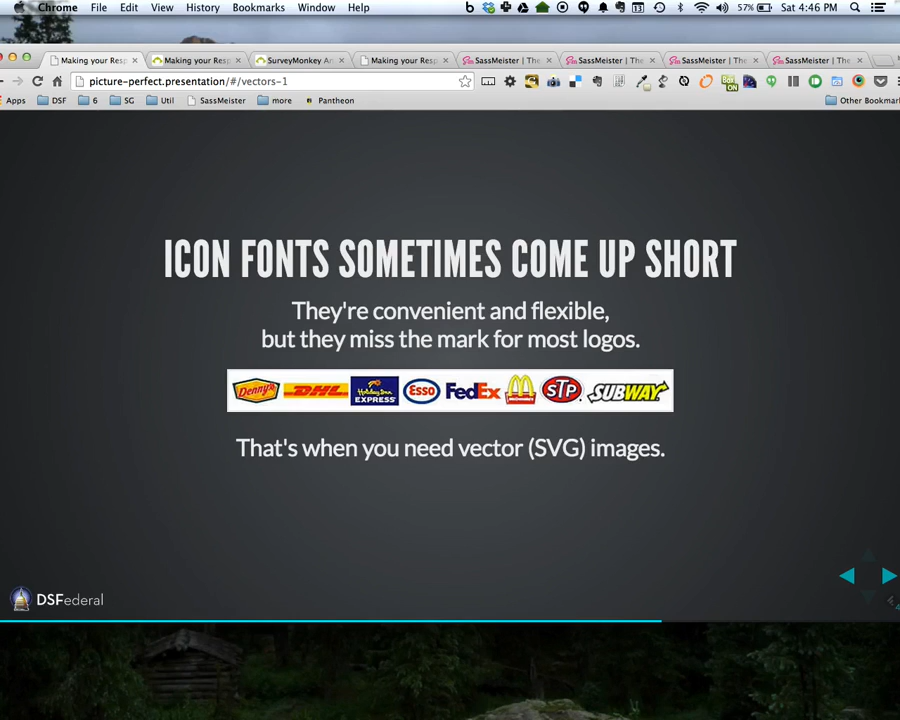 Chrome File Edit View History Bookmarks Window Help 57% Sat 4:46 PM
Making your Resp SurveyMonkey An Making your Resp SassMeister | The SassMeister | The SassMeister | The SassMeister | The
picture-perfect.presentation/#/vectors-1
Apps DSF 6 SG Util SassMeister more Pantheon Other Bookmar
ICON FONTS SOMETIMES COME UP SHORT
They're convenient and flexible,
but they miss the mark for most logos.
Denny's DHL Holiday Inn EXPRESS Esso FedEx McDonald's STP SUBWAY
That's when you need vector (SVG) images.
DSFederal